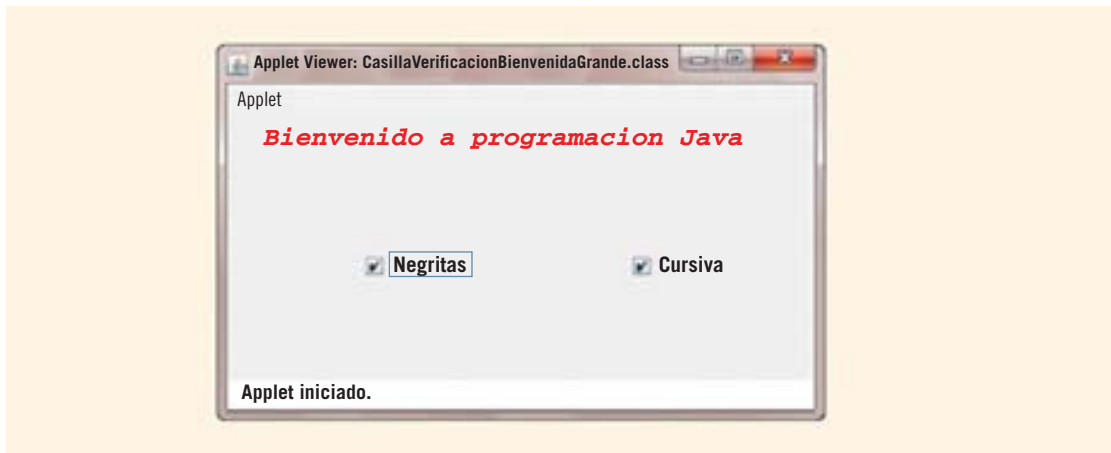 Applet Viewer: CasillaVerificacionBienvenidaGrande.class
Applet
Bienvenido a programacion Java
Negritas Cursiva
Applet iniciado.